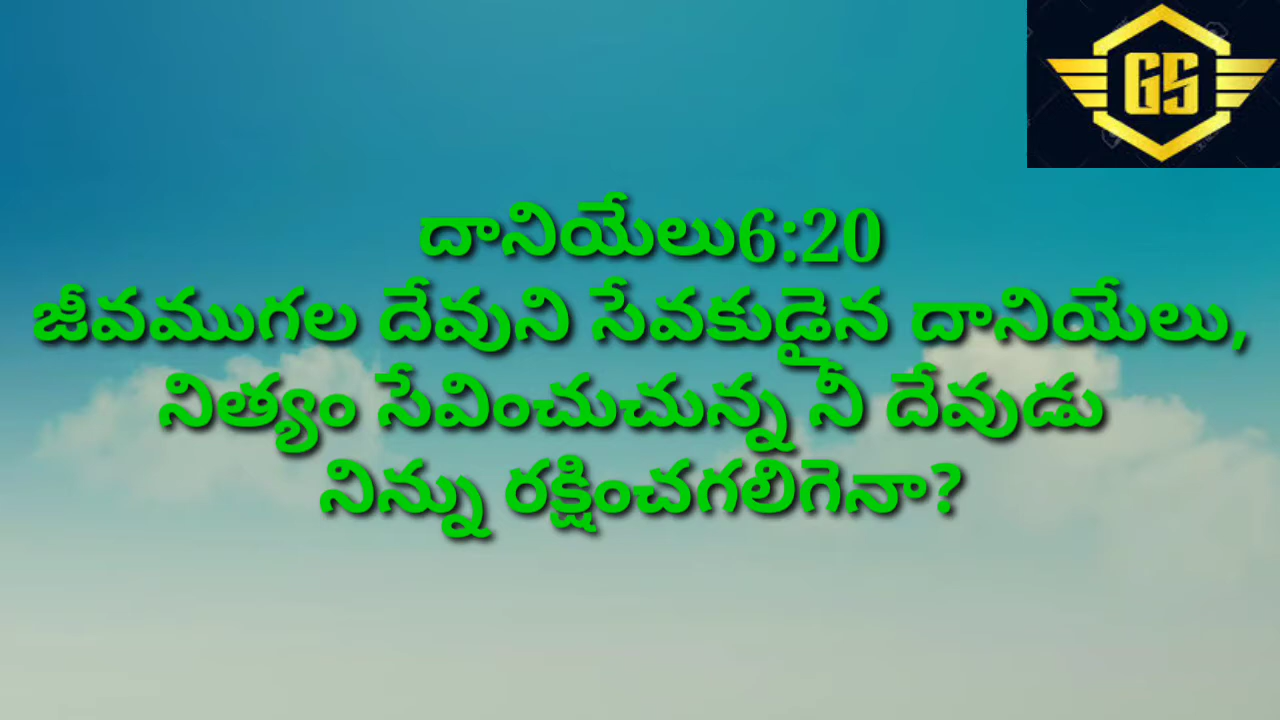 GS
దానియేలు6:20
జీవముగల దేవుని సేవకుడైన దానియేలు,
నిత్యం సేవించుచున్న నీ దేవుడు
నిన్ను రక్షించగలిగెనా?